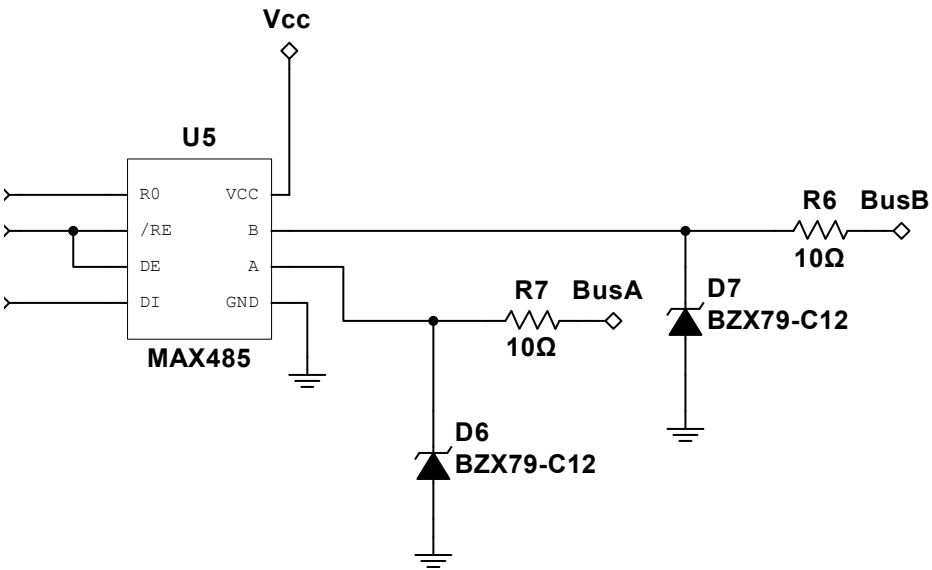 Vcc
U5
R0 VCC
/RE B
DE A
DI GND
MAX485
R6 BusB
10Ω
R7 BusA
10Ω
D7
BZX79-C12
D6
BZX79-C12